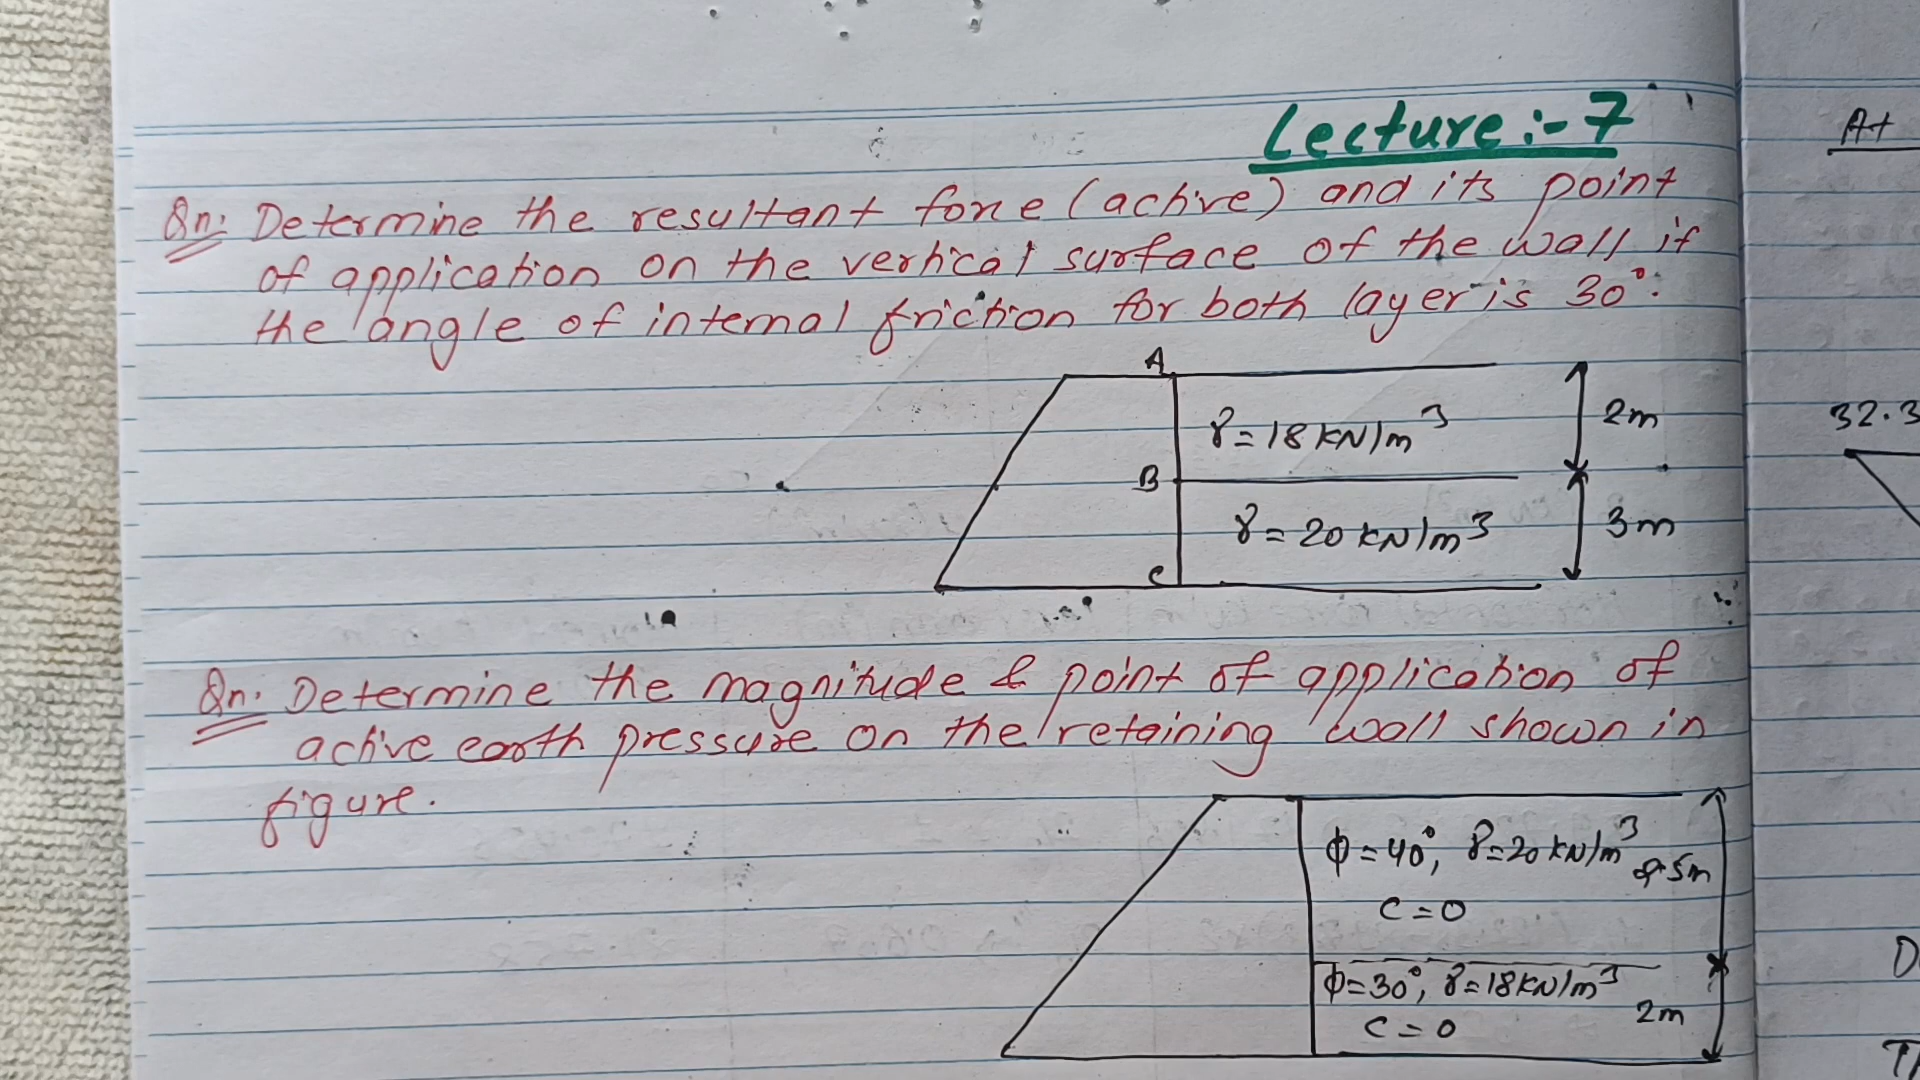 Lecture:-7
Qn: Determine the resultant force (active) and its point
of application on the vertical surface of the wall if
the angle of internal friction for both layer is 30°.
A
γ=18 kN/m³
2m
B
γ=20 kN/m³
3m
C
Qn. Determine the magnitude & point of application of
active earth pressure on the retaining wall shown in
figure.
φ=40°, γ=20 kN/m³
5m
C=0
φ=30°, γ=18 kN/m³
2m
C=0
At
32.3